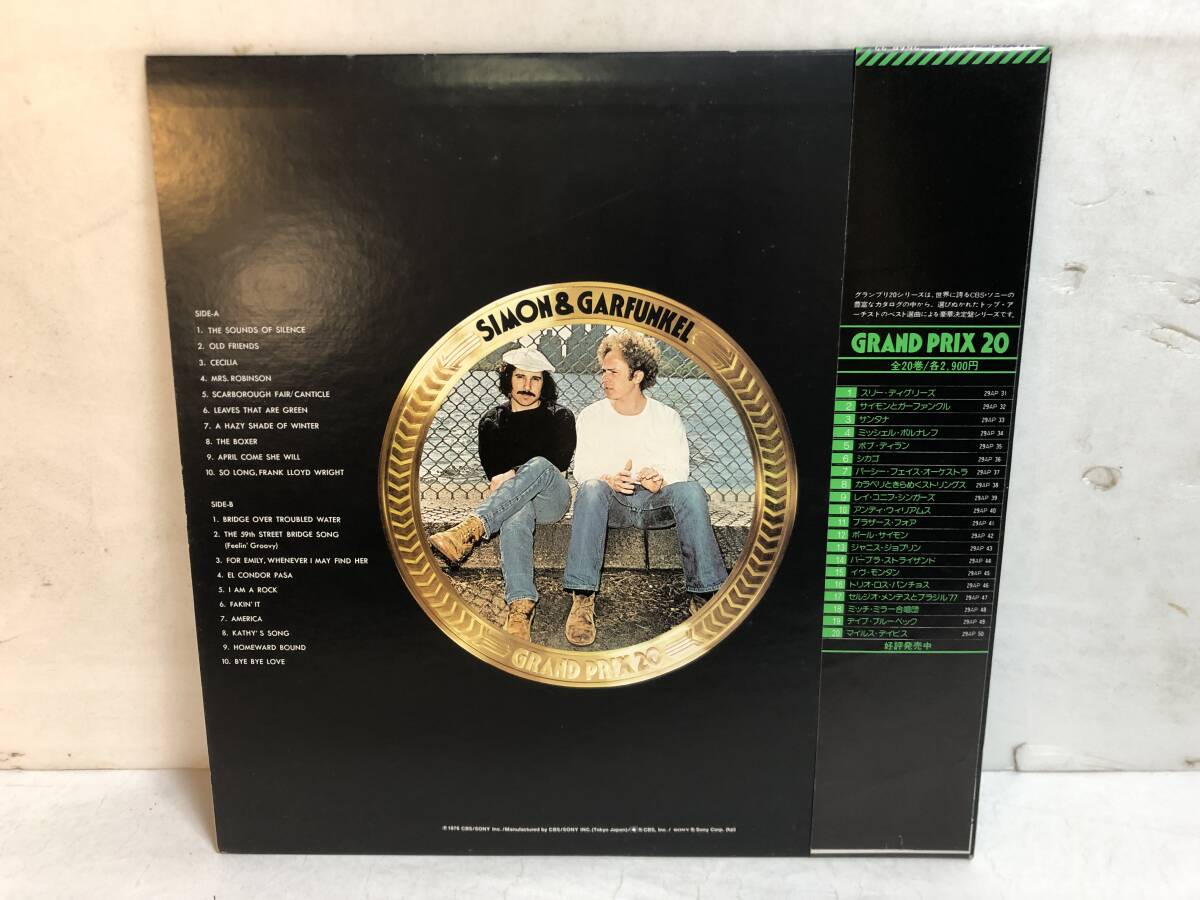 SIDE-A
1. THE SOUNDS OF SILENCE
2. OLD FRIENDS
3. CECILIA
4. MRS. ROBINSON
5. SCARBOROUGH FAIR/CANTICLE
6. LEAVES THAT ARE GREEN
7. A HAZY SHADE OF WINTER
8. THE BOXER
9. APRIL COME SHE WILL
10. SO LONG, FRANK LLOYD WRIGHT
SIDE-B
1. BRIDGE OVER TROUBLED WATER
2. THE 59th STREET BRIDGE SONG
(Feelin' Groovy)
3. FOR EMILY, WHENEVER I MAY FIND HER
4. EL CONDOR PASA
5. I AM A ROCK
6. FAKIN' IT
7. AMERICA
8. KATHY'S SONG
9. HOMEWARD BOUND
10. BYE BYE LOVE
SIMON & GARFUNKEL
GRAND PRIX 20
℗ 1976 CBS/SONY Inc./Manufactured by CBS/SONY INC.(Tokyo Japan)/ ® CBS, Inc./ SONY ® Sony Corp.
グランプリ20シリーズは、世界に誇るCBS・ソニーの
豊富なカタログの中から、選びぬかれたトップ・ア
ーチストのベスト選曲による豪華決定盤シリーズです。
GRAND PRIX 20
全20巻/各2,900円
1 スリー・ディグリーズ 29AP 31
2 サイモンとガーファンクル 29AP 32
3 サンタナ 29AP 33
4 ミッシェル・ポルナレフ 29AP 34
5 ボブ・ディラン 29AP 35
6 シカゴ 29AP 36
7 パーシー・フェイス・オーケストラ 29AP 37
8 カラベリときらめくストリングス 29AP 38
9 レイ・コニフ・シンガーズ 29AP 39
10 アンディ・ウィリアムス 29AP 40
11 ブラザース・フォア 29AP 41
12 ポール・サイモン 29AP 42
13 ジャニス・ジョプリン 29AP 43
14 バーブラ・ストライザンド 29AP 44
15 イヴ・モンタン 29AP 45
16 トリオ・ロス・パンチョス 29AP 46
17 セルジオ・メンデスとブラジル'77 29AP 47
18 ミッチ・ミラー合唱団 29AP 48
19 デイブ・ブルーベック 29AP 49
20 マイルス・デイビス 29AP 50
好評発売中